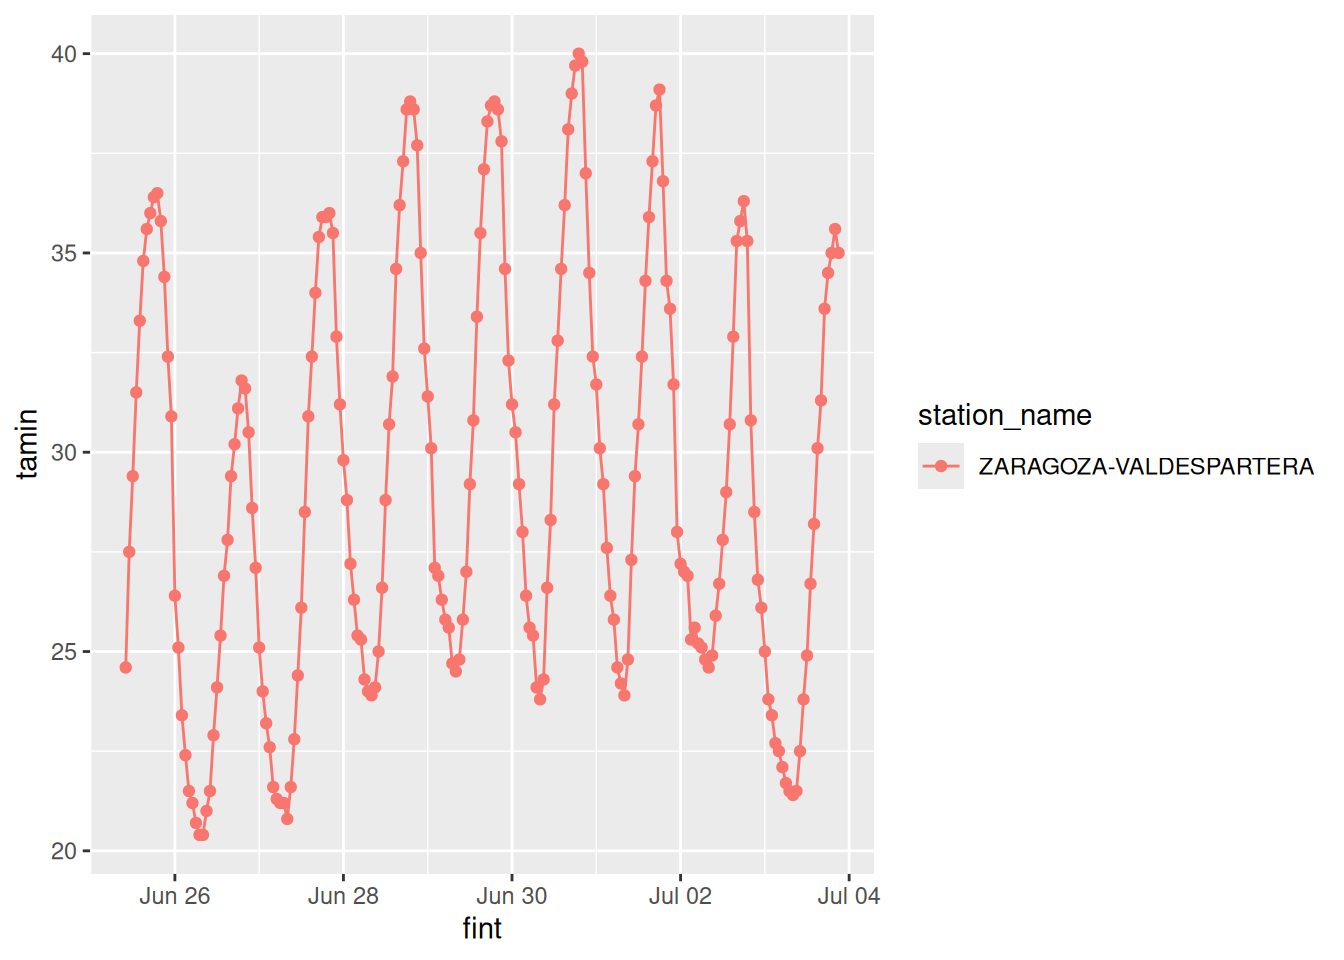 40
35
30
25
20
tamin
Jun 26
Jun 28
Jun 30
Jul 02
Jul 04
fint
station_name
ZARAGOZA-VALDESPARTERA